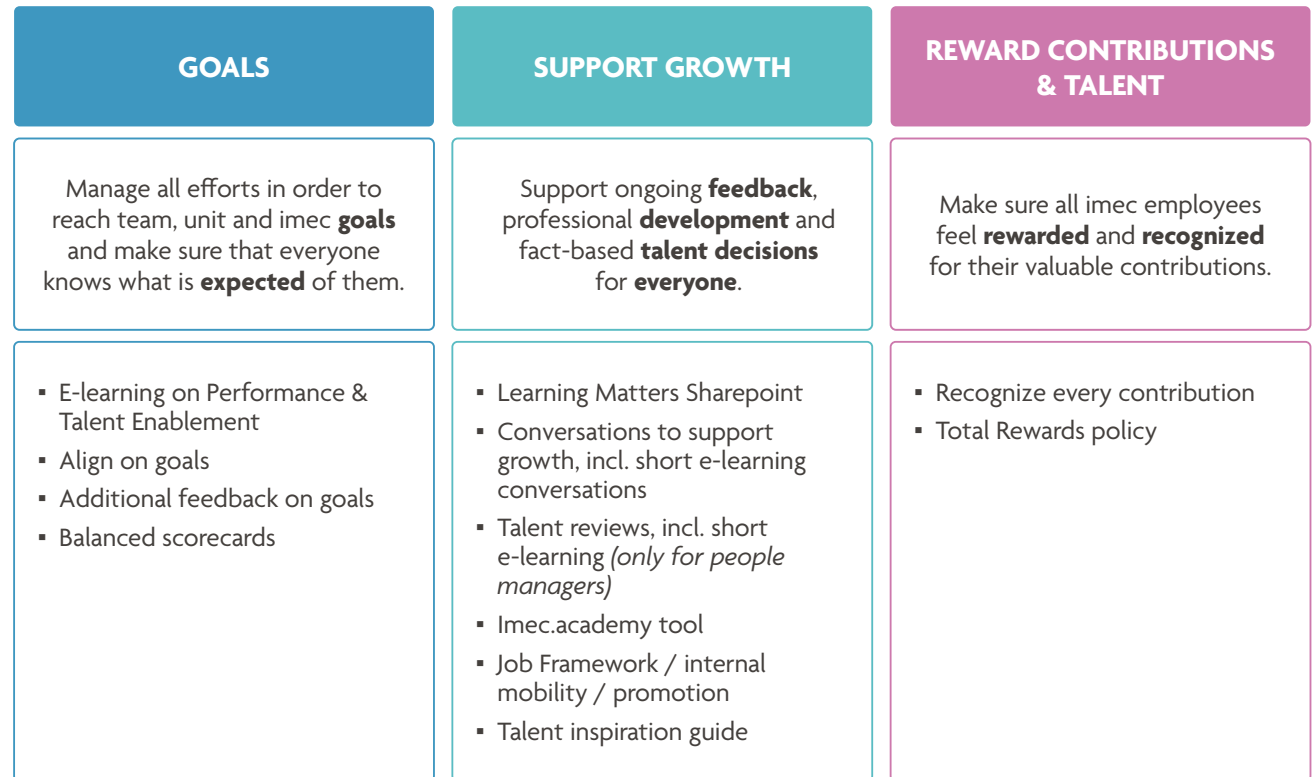 GOALS
Manage all efforts in order to
reach team, unit and imec goals
and make sure that everyone
knows what is expected of them.
▪ E-learning on Performance &
Talent Enablement
▪ Align on goals
▪ Additional feedback on goals
▪ Balanced scorecards
SUPPORT GROWTH
Support ongoing feedback,
professional development and
fact-based talent decisions
for everyone.
▪ Learning Matters Sharepoint
▪ Conversations to support
growth, incl. short e-learning
conversations
▪ Talent reviews, incl. short
e-learning (only for people
managers)
▪ Imec.academy tool
▪ Job Framework / internal
mobility / promotion
▪ Talent inspiration guide
REWARD CONTRIBUTIONS
& TALENT
Make sure all imec employees
feel rewarded and recognized
for their valuable contributions.
▪ Recognize every contribution
▪ Total Rewards policy